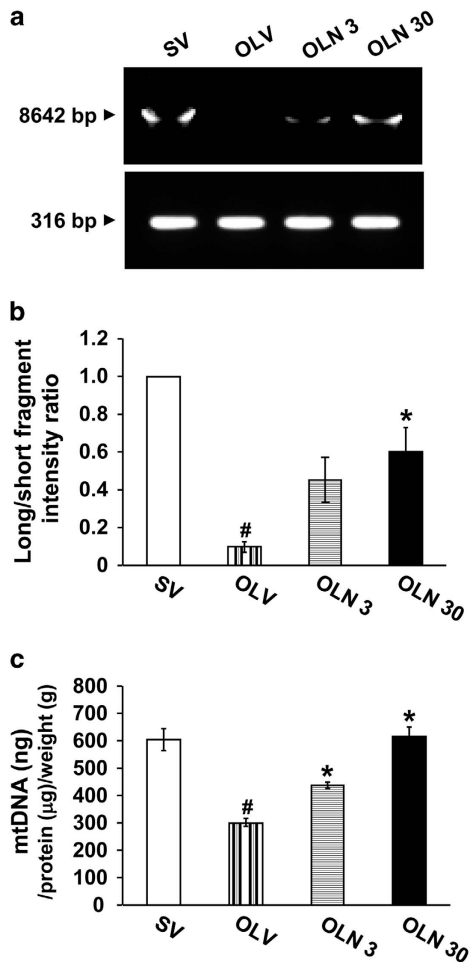 a
SV OLV OLN 3 OLN 30
8642 bp
316 bp
b
Long/short fragment
intensity ratio
1.2
1.0
0.8
0.6
0.4
0.2
0
#
*
SV OLV OLN 3 OLN 30
c
mtDNA (ng)
/protein (μg)/weight (g)
800
700
600
500
400
300
200
100
0
#
*
*
SV OLV OLN 3 OLN 30